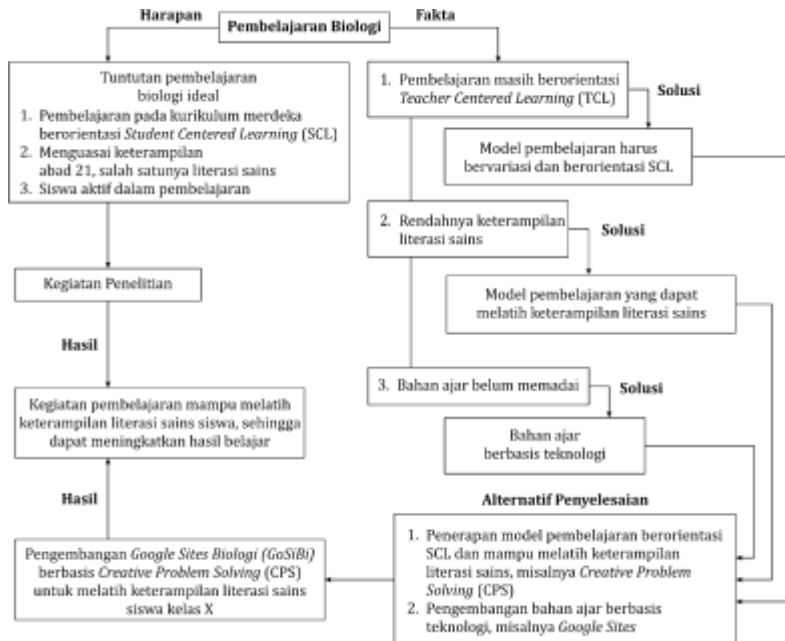 Harapan
Pembelajaran Biologi
Fakta
Tuntutan pembelajaran
biologi ideal
1. Pembelajaran pada kurikulum merdeka
berorientasi Student Centered Learning (SCL)
2. Menguasai keterampilan
abad 21, salah satunya literasi sains
3. Siswa aktif dalam pembelajaran
Kegiatan Penelitian
Hasil
Kegiatan pembelajaran mampu melatih
keterampilan literasi sains siswa, sehingga
dapat meningkatkan hasil belajar
Hasil
Pengembangan Google Sites Biologi (GoSiBi)
berbasis Creative Problem Solving (CPS)
untuk melatih keterampilan literasi sains
siswa kelas X
1. Pembelajaran masih berorientasi
Teacher Centered Learning (TCL)
Solusi
Model pembelajaran harus
bervariasi dan berorientasi SCL
2. Rendahnya keterampilan
literasi sains
Solusi
Model pembelajaran yang dapat
melatih keterampilan literasi sains
3. Bahan ajar belum memadai
Solusi
Bahan ajar
berbasis teknologi
Alternatif Penyelesaian
1. Penerapan model pembelajaran berorientasi
SCL dan mampu melatih keterampilan
literasi sains, misalnya Creative Problem
Solving (CPS)
2. Pengembangan bahan ajar berbasis
teknologi, misalnya Google Sites